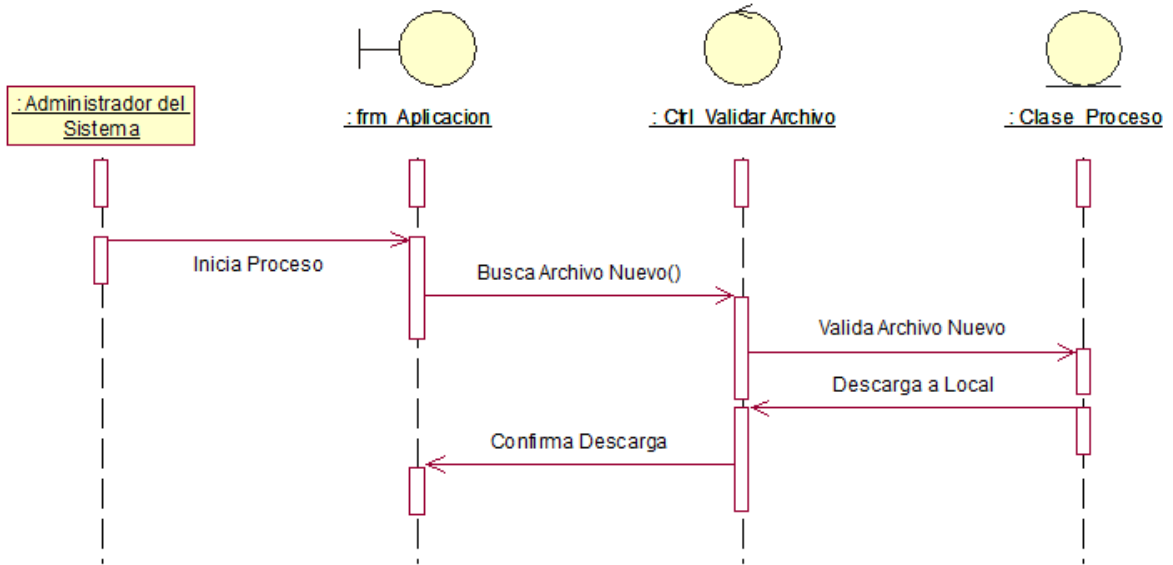 : Administrador del
Sistema
: frm_Aplicacion
: Ctrl_Validar Archivo
: Clase_Proceso
Inicia Proceso
Busca Archivo Nuevo()
Valida Archivo Nuevo
Descarga a Local
Confirma Descarga